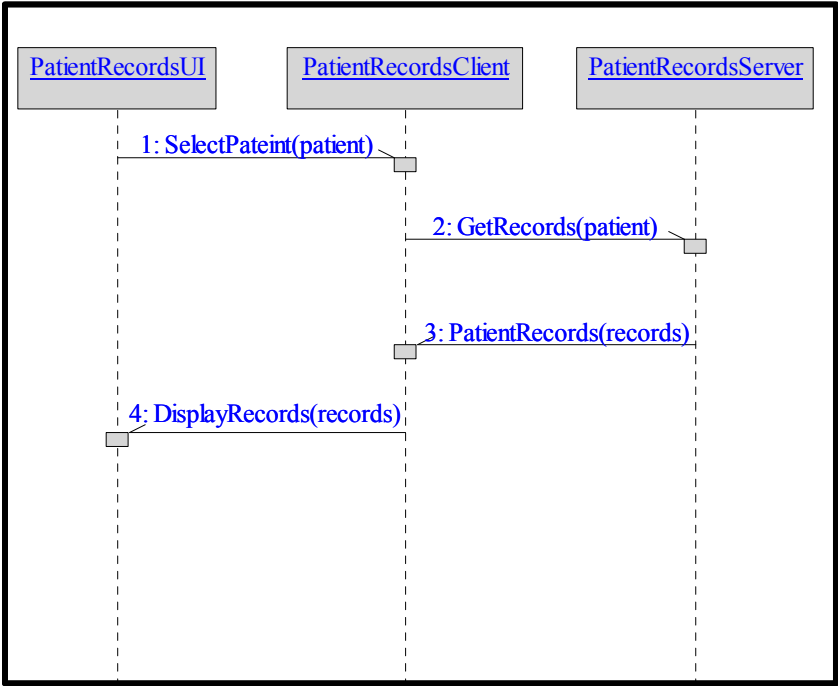 PatientRecordsUI
PatientRecordsClient
PatientRecordsServer
1: SelectPateint(patient)
2: GetRecords(patient)
3: PatientRecords(records)
4: DisplayRecords(records)